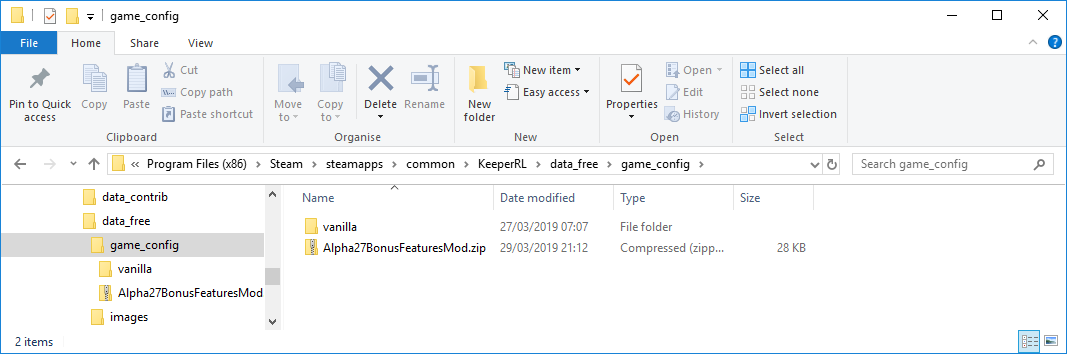 game_config
File Home Share View
Pin to Quick access
Copy
Paste
Cut
Copy path
Paste shortcut
Clipboard
Move to
Copy to
Delete
Rename
Organise
New folder
New item
Easy access
New
Properties
Open
Edit
History
Open
Select all
Select none
Invert selection
Select
« Program Files (x86) > Steam > steamapps > common > KeeperRL > data_free > game_config >
Search game_config
data_contrib
data_free
game_config
vanilla
Alpha27BonusFeaturesMod
images
Name Date modified Type Size
vanilla 27/03/2019 07:07 File folder
Alpha27BonusFeaturesMod.zip 29/03/2019 21:12 Compressed (zipp... 28 KB
2 items